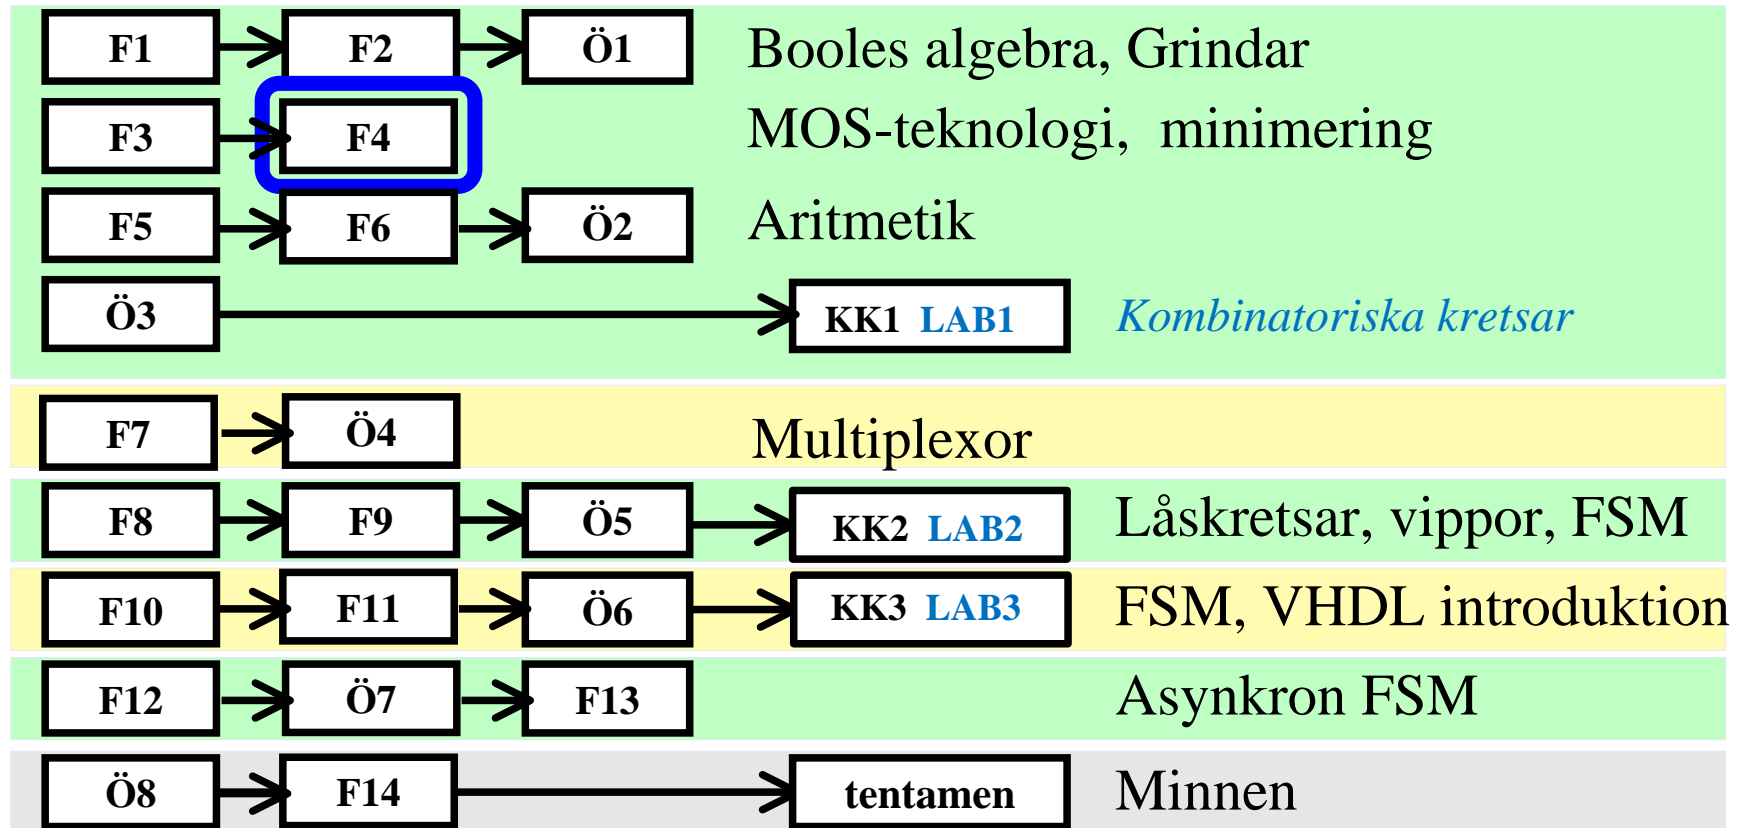 F1 F2 Ö1 Booles algebra, Grindar
F3 F4 MOS-teknologi, minimering
F5 F6 Ö2 Aritmetik
Ö3 KK1 LAB1 Kombinatoriska kretsar
F7 Ö4 Multiplexor
F8 F9 Ö5 KK2 LAB2 Låskretsar, vippor, FSM
F10 F11 Ö6 KK3 LAB3 FSM, VHDL introduktion
F12 Ö7 F13 Asynkron FSM
Ö8 F14 tentamen Minnen